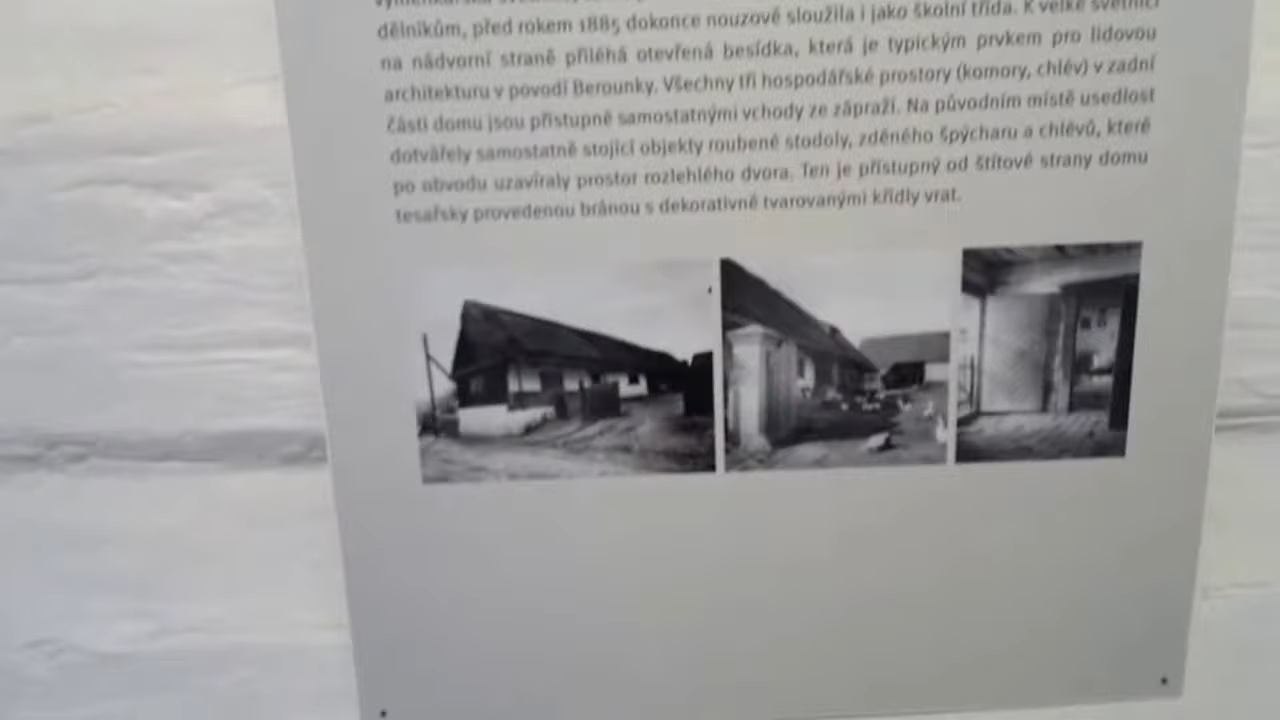 dělníkům, před rokem 1885 dokonce nouzově sloužila i jako školní třída. K velké světnici
na nádvorní straně přiléhá otevřená besídka, která je typickým prvkem pro lidovou
architekturu v povodí Berounky. Všechny tři hospodářské prostory (komory, chlév) v zadní
části domu jsou přístupné samostatnými vchody ze zápraží. Na původním místě usedlost
dotvářely samostatně stojící objekty roubené stodoly, zděného špýcharu a chlévů, které
po obvodu uzavíraly prostor rozlehlého dvora. Ten je přístupný od štítové strany domu
tesařsky provedenou bránou s dekorativně tvarovanými křídly vrat.